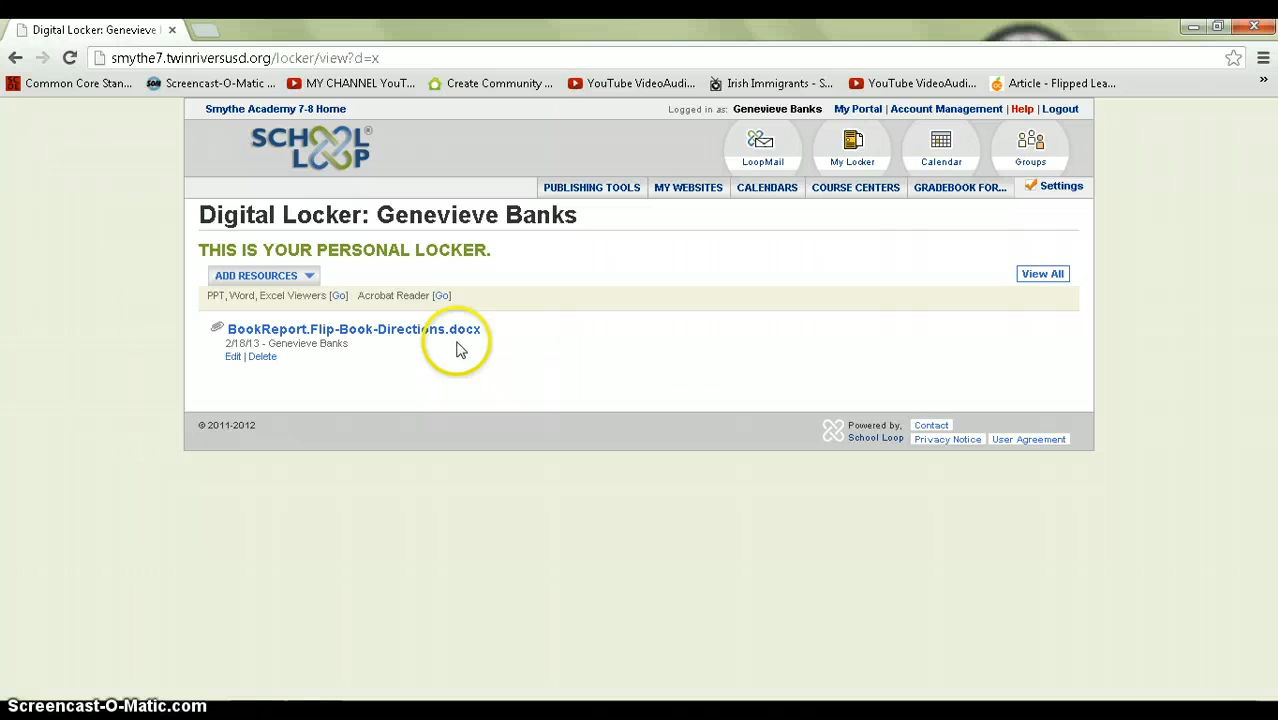 Digital Locker: Genevieve
smythe7.twinriversusd.org/locker/view?d=x
Common Core Stan... Screencast-O-Matic ... MY CHANNEL YouT... Create Community ... YouTube VideoAudi... Irish Immigrants - S... YouTube VideoAudi... Article - Flipped Lea... »
Smythe Academy 7-8 Home Logged in as: Genevieve Banks My Portal | Account Management | Help | Logout
SCHOOL
LOOP®
LoopMail My Locker Calendar Groups
PUBLISHING TOOLS MY WEBSITES CALENDARS COURSE CENTERS GRADEBOOK FOR... Settings
Digital Locker: Genevieve Banks
THIS IS YOUR PERSONAL LOCKER.
ADD RESOURCES View All
PPT, Word, Excel Viewers [Go] Acrobat Reader [Go]
BookReport.Flip-Book-Directions.docx
2/18/13 - Genevieve Banks
Edit | Delete
© 2011-2012 Powered by, Contact
School Loop Privacy Notice User Agreement
Screencast-O-Matic.com